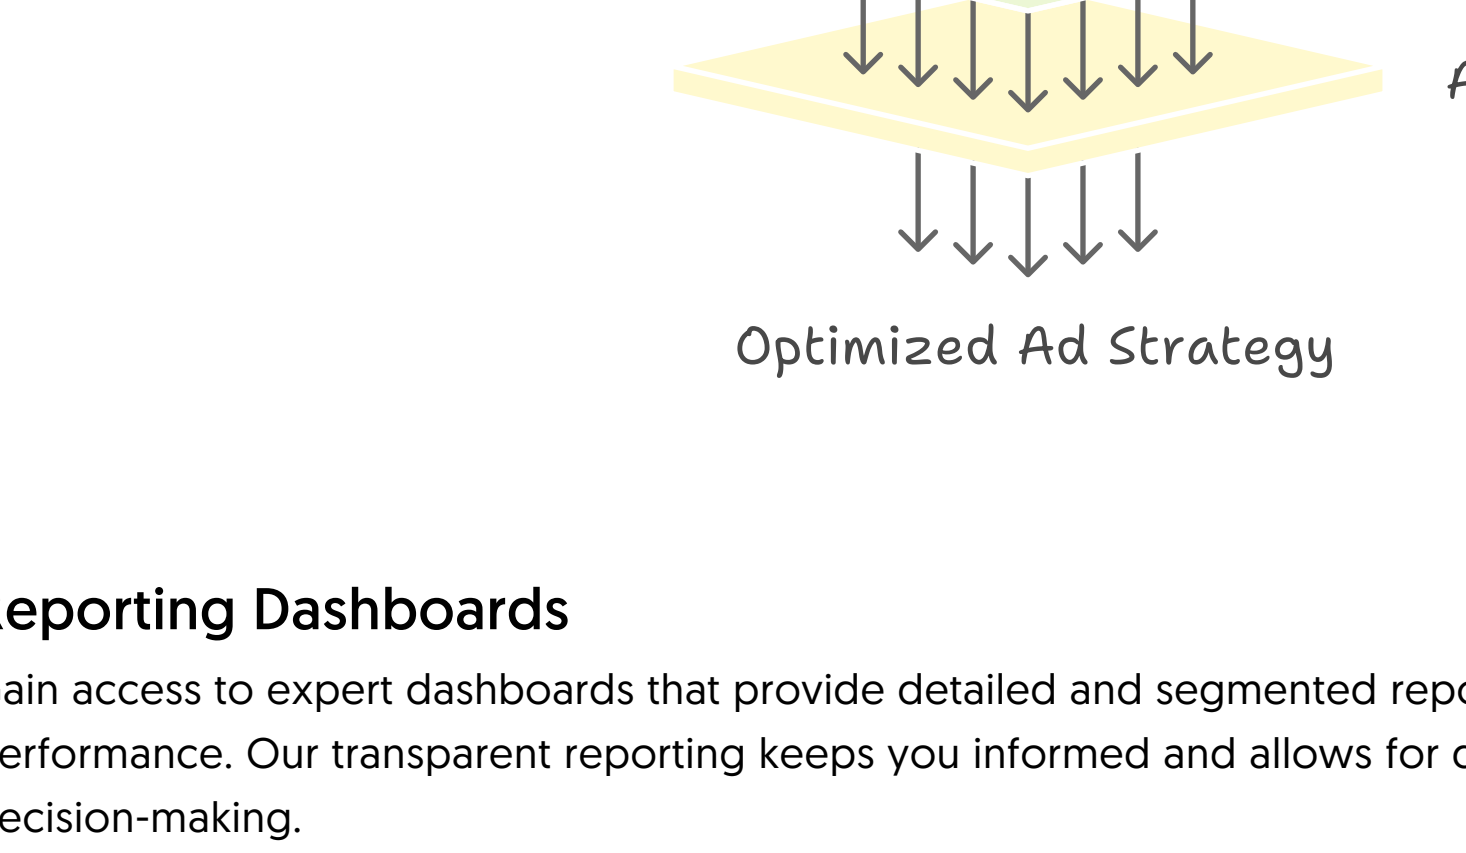 Optimized Ad Strategy
eporting Dashboards
ain access to expert dashboards that provide detailed and segmented repo
erformance. Our transparent reporting keeps you informed and allows for
ecision-making.